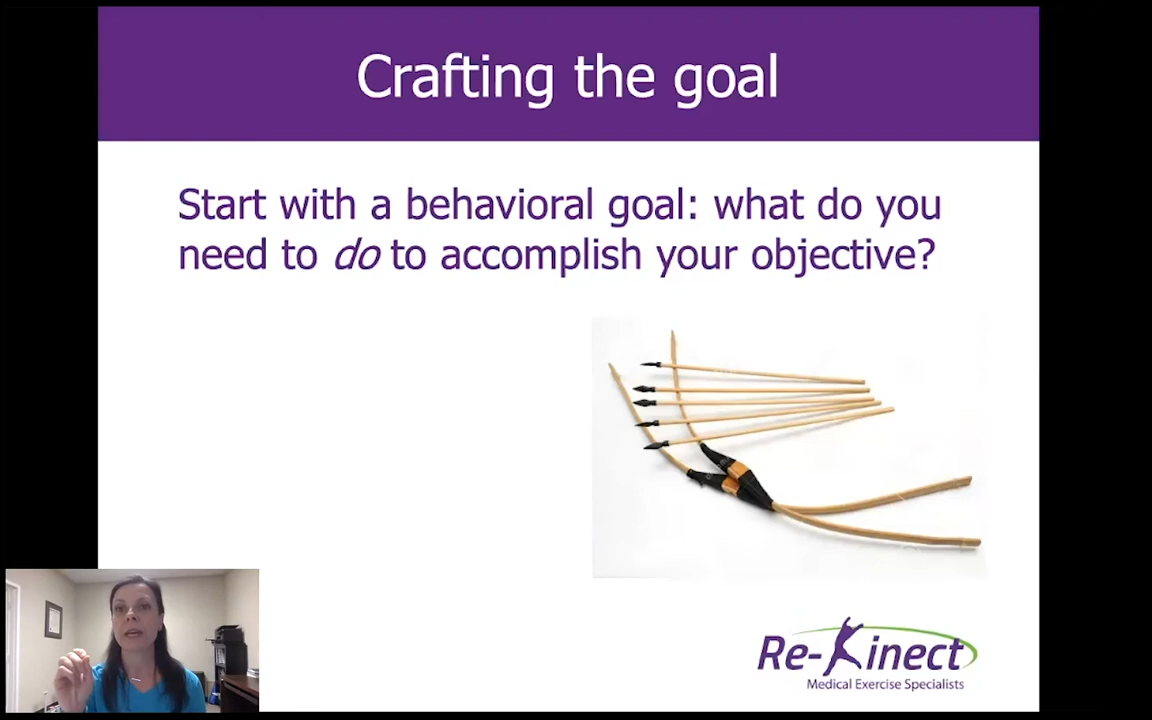 Crafting the goal
Start with a behavioral goal: what do you
need to do to accomplish your objective?
Re-Kinect
Medical Exercise Specialists